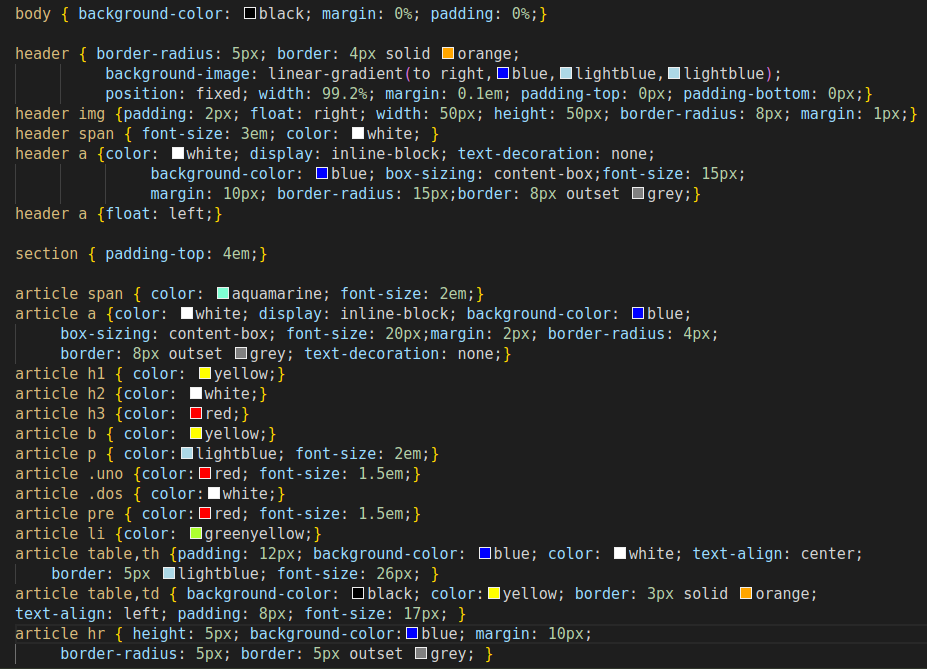 body { background-color: black; margin: 0%; padding: 0%;}
header { border-radius: 5px; border: 4px solid orange;
background-image: linear-gradient(to right,blue,lightblue,lightblue);
position: fixed; width: 99.2%; margin: 0.1em; padding-top: 0px; padding-bottom: 0px;}
header img {padding: 2px; float: right; width: 50px; height: 50px; border-radius: 8px; margin: 1px;}
header span { font-size: 3em; color: white; }
header a {color: white; display: inline-block; text-decoration: none;
background-color: blue; box-sizing: content-box;font-size: 15px;
margin: 10px; border-radius: 15px;border: 8px outset grey;}
header a {float: left;}
section { padding-top: 4em;}
article span { color: aquamarine; font-size: 2em;}
article a {color: white; display: inline-block; background-color: blue;
box-sizing: content-box; font-size: 20px;margin: 2px; border-radius: 4px;
border: 8px outset grey; text-decoration: none;}
article h1 { color: yellow;}
article h2 {color: white;}
article h3 {color: red;}
article b { color: yellow;}
article p { color:lightblue; font-size: 2em;}
article .uno {color:red; font-size: 1.5em;}
article .dos { color:white;}
article pre { color:red; font-size: 1.5em;}
article li {color: greenyellow;}
article table,th {padding: 12px; background-color: blue; color: white; text-align: center;
border: 5px lightblue; font-size: 26px; }
article table,td { background-color: black; color:yellow; border: 3px solid orange;
text-align: left; padding: 8px; font-size: 17px; }
article hr { height: 5px; background-color:blue; margin: 10px;
border-radius: 5px; border: 5px outset grey; }